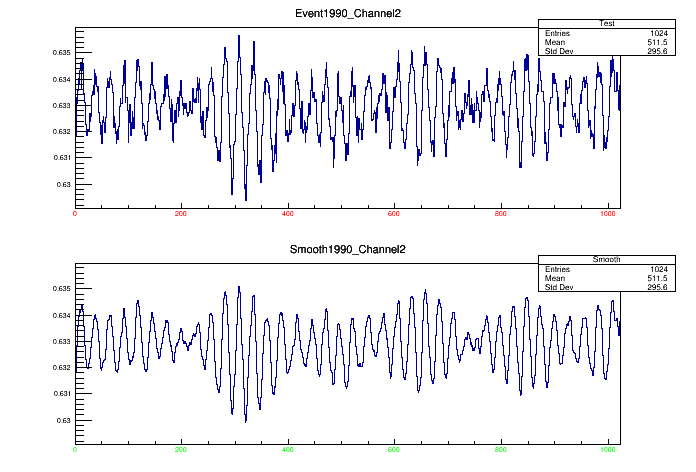 Event1990_Channel2
Test
Entries 1024
Mean 511.5
Std Dev 295.6
0.635
0.634
0.633
0.632
0.631
0.63
0 200 400 600 800 1000
Smooth1990_Channel2
Smooth
Entries 1024
Mean 511.5
Std Dev 295.6
0.635
0.634
0.633
0.632
0.631
0.63
0 200 400 600 800 1000